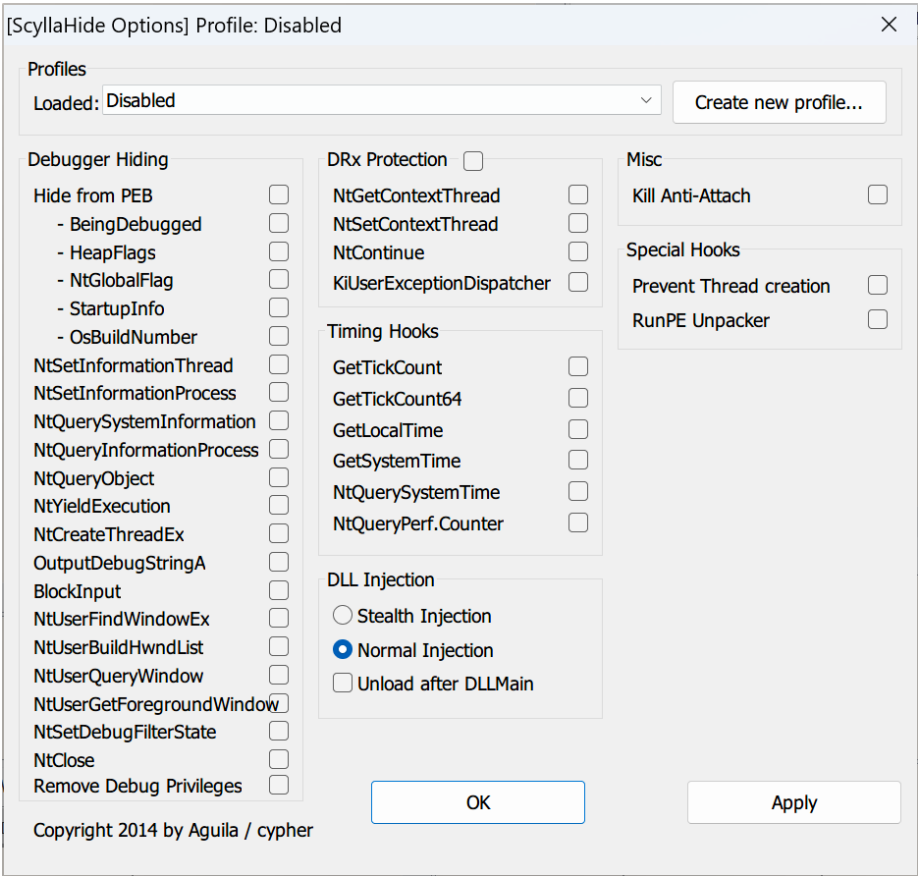 [ScyllaHide Options] Profile: Disabled
Profiles
Loaded: Disabled
Create new profile...
Debugger Hiding
Hide from PEB
- BeingDebugged
- HeapFlags
- NtGlobalFlag
- StartupInfo
- OsBuildNumber
NtSetInformationThread
NtSetInformationProcess
NtQuerySystemInformation
NtQueryInformationProcess
NtQueryObject
NtYieldExecution
NtCreateThreadEx
OutputDebugStringA
BlockInput
NtUserFindWindowEx
NtUserBuildHwndList
NtUserQueryWindow
NtUserGetForegroundWindow
NtSetDebugFilterState
NtClose
Remove Debug Privileges
DRx Protection
NtGetContextThread
NtSetContextThread
NtContinue
KiUserExceptionDispatcher
Timing Hooks
GetTickCount
GetTickCount64
GetLocalTime
GetSystemTime
NtQuerySystemTime
NtQueryPerf.Counter
DLL Injection
Stealth Injection
Normal Injection
Unload after DLLMain
Misc
Kill Anti-Attach
Special Hooks
Prevent Thread creation
RunPE Unpacker
OK
Apply
Copyright 2014 by Aguila / cypher